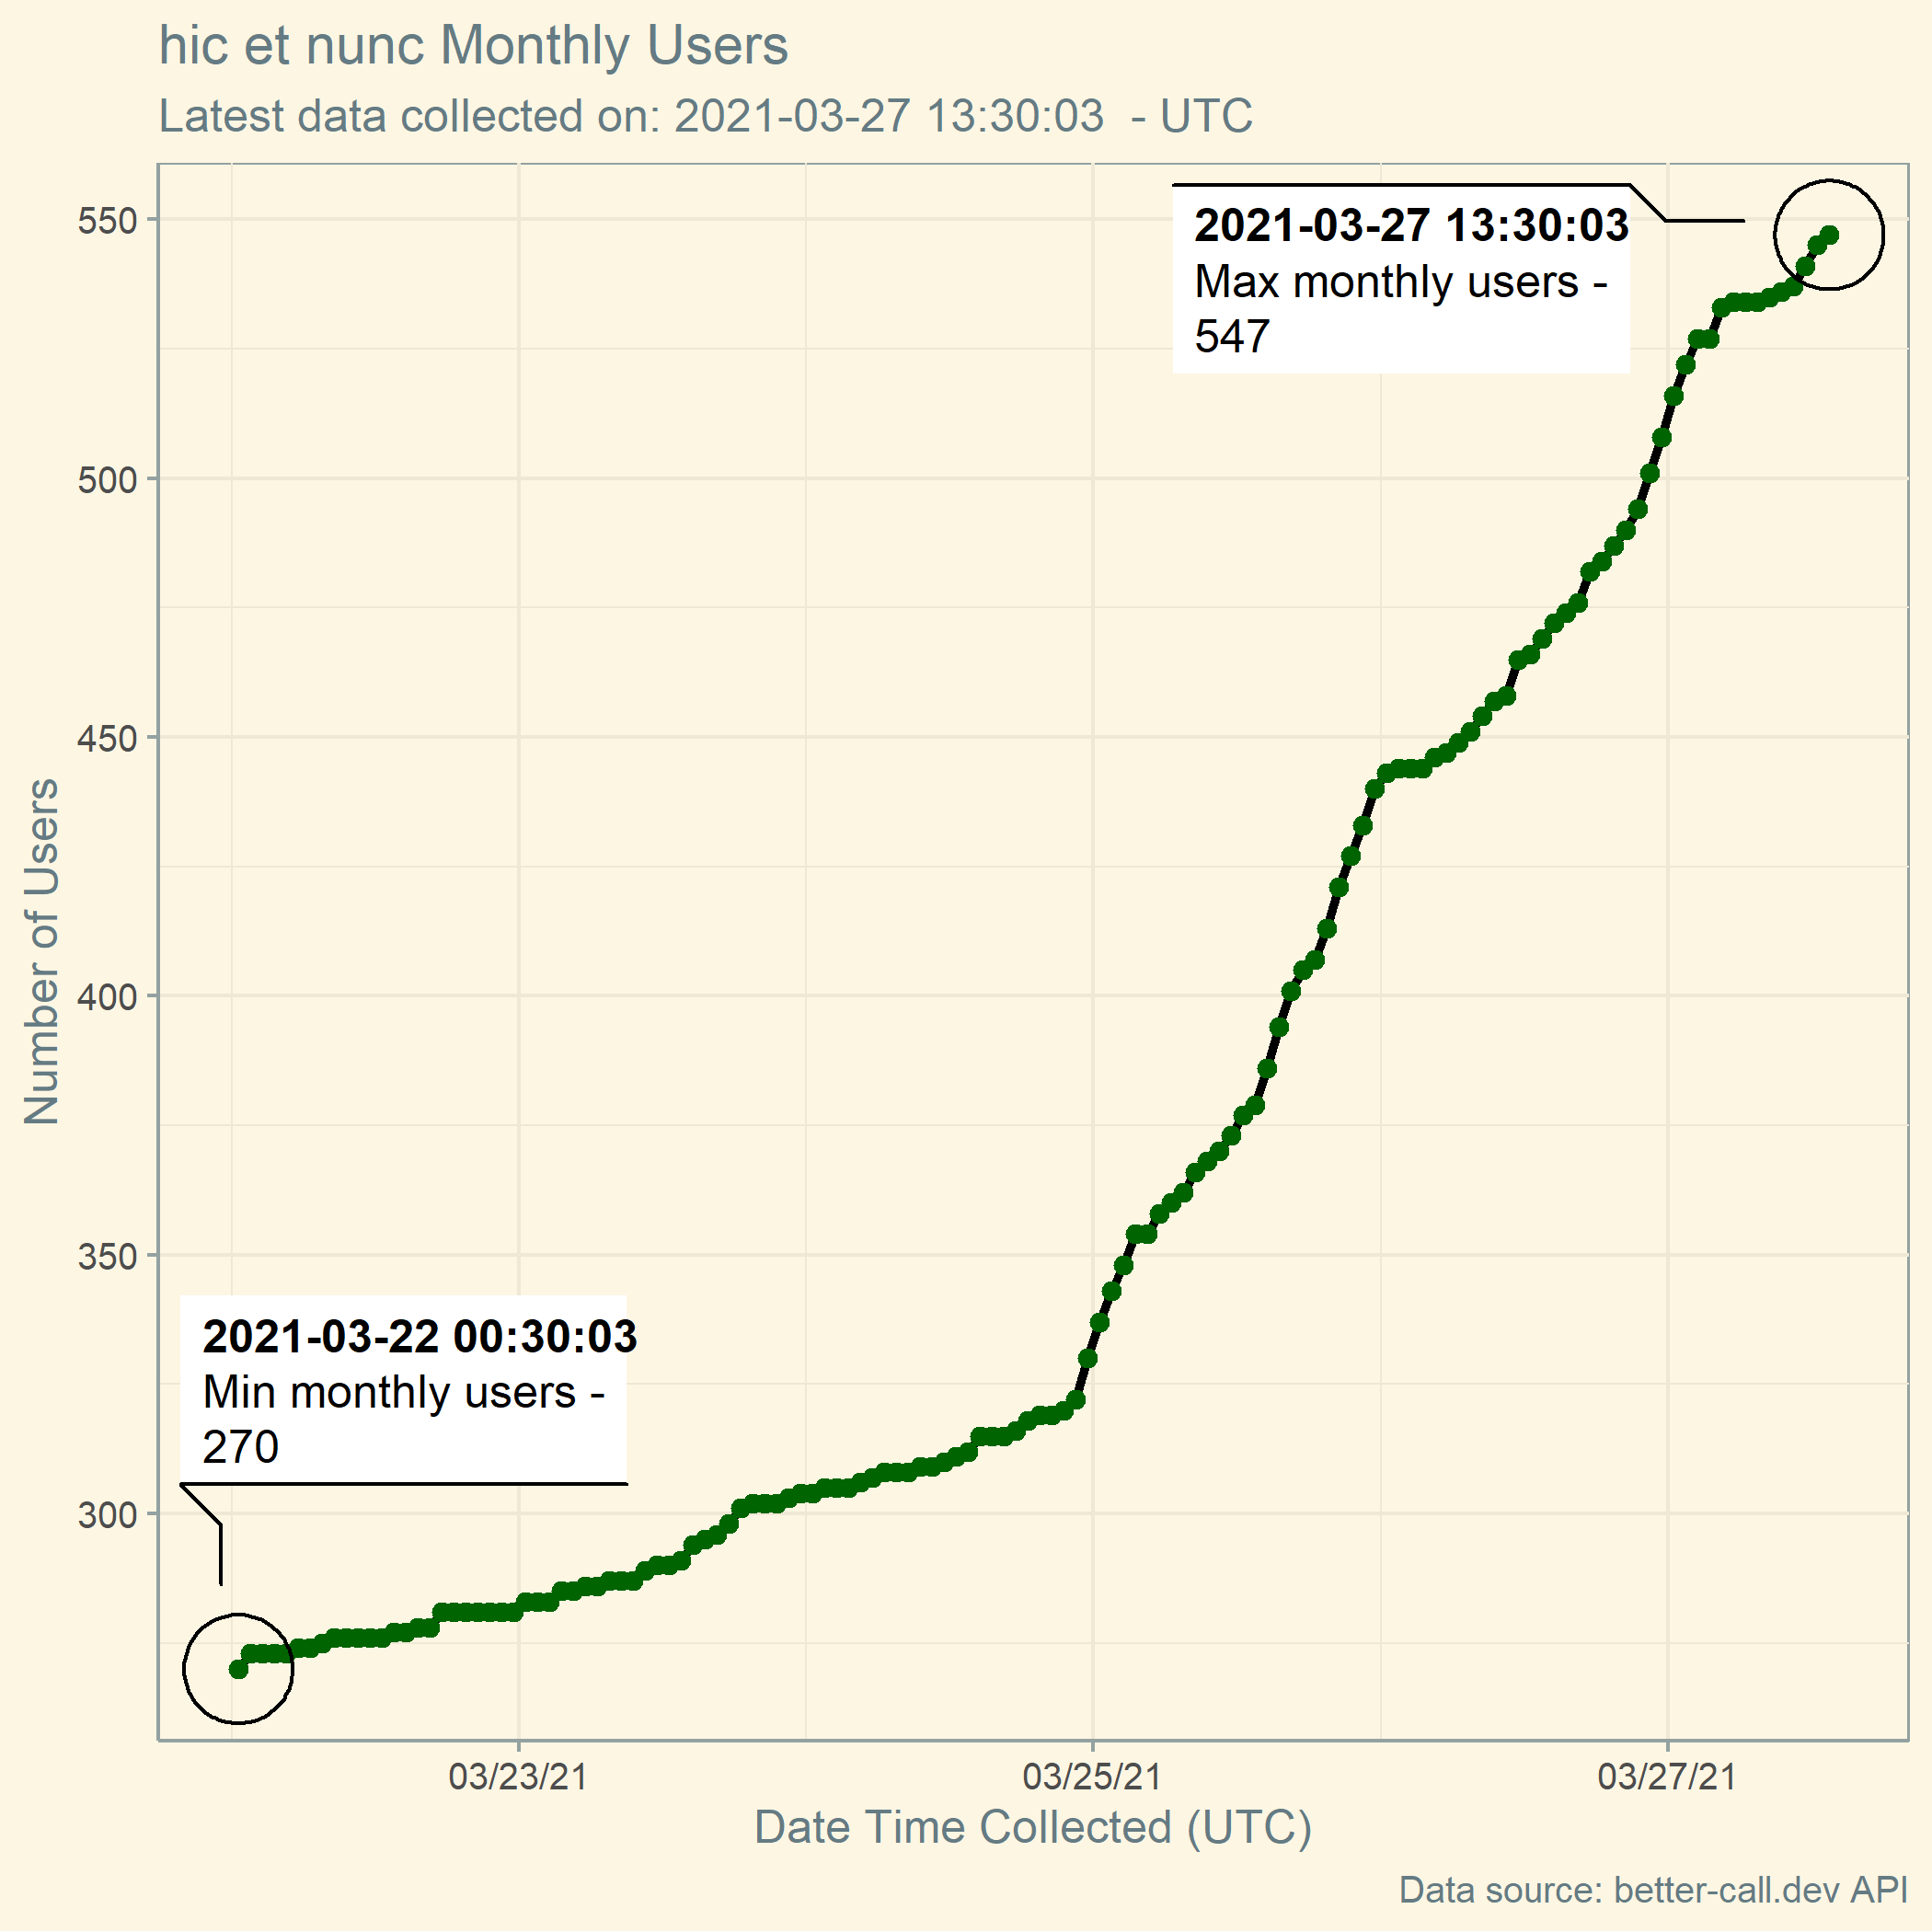 hic et nunc Monthly Users
Latest data collected on: 2021-03-27 13:30:03  - UTC
Number of Users
550
500
450
400
350
300
2021-03-27 13:30:03
Max monthly users -
547
2021-03-22 00:30:03
Min monthly users -
270
03/23/21
03/25/21
03/27/21
Date Time Collected (UTC)
Data source: better-call.dev API